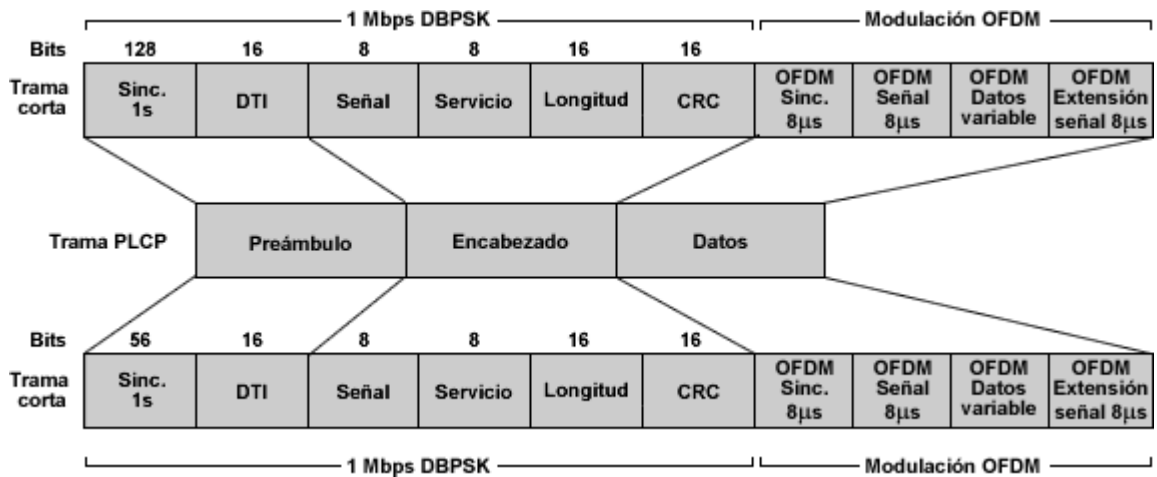 1 Mbps DBPSK Modulación OFDM
Bits 128 16 8 8 16 16
Trama corta
Sinc. 1s
DTI
Señal
Servicio
Longitud
CRC
OFDM Sinc. 8µs
OFDM Señal 8µs
OFDM Datos variable
OFDM Extensión señal 8µs
Trama PLCP
Preámbulo
Encabezado
Datos
Bits 56 16 8 8 16 16
Trama corta
Sinc. 1s
DTI
Señal
Servicio
Longitud
CRC
OFDM Sinc. 8µs
OFDM Señal 8µs
OFDM Datos variable
OFDM Extensión señal 8µs
1 Mbps DBPSK Modulación OFDM